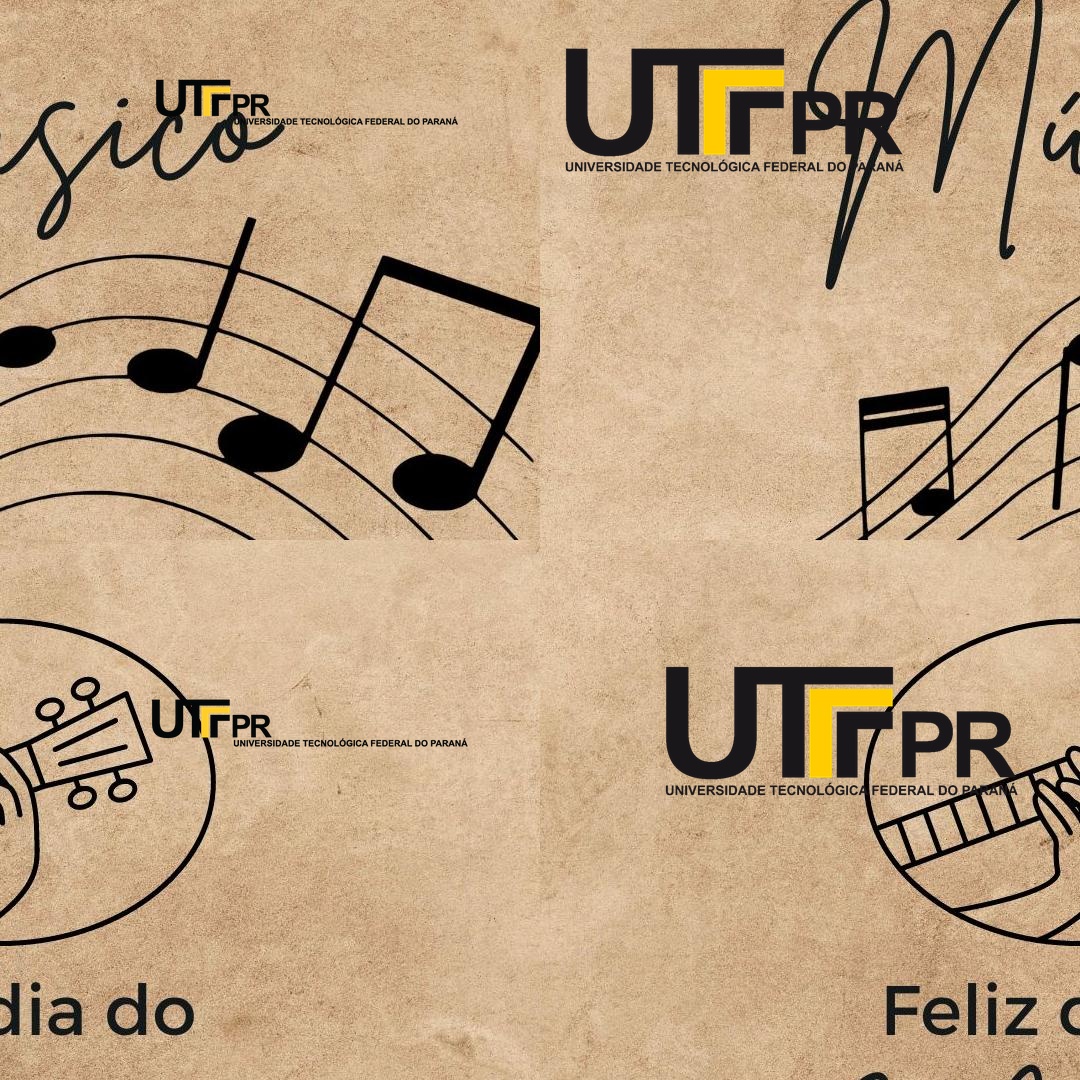 UTFPR
UNIVERSIDADE TECNOLÓGICA FEDERAL DO PARANÁ
usico
UTFPR
UNIVERSIDADE TECNOLÓGICA FEDERAL DO PARANÁ
Mú
UTFPR
UNIVERSIDADE TECNOLÓGICA FEDERAL DO PARANÁ
dia do
UTFPR
UNIVERSIDADE TECNOLÓGICA FEDERAL DO PARANÁ
Feliz